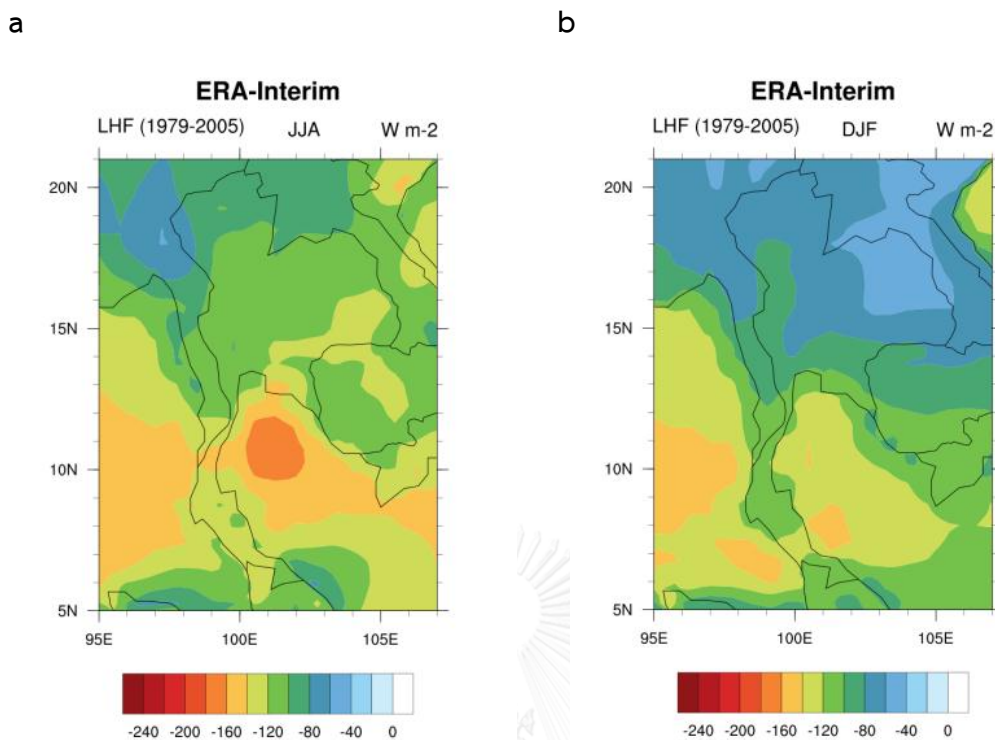 a
b
ERA-Interim
LHF (1979-2005) JJA W m-2
20N
15N
10N
5N
95E 100E 105E
-240 -200 -160 -120 -80 -40 0
ERA-Interim
LHF (1979-2005) DJF W m-2
20N
15N
10N
5N
95E 100E 105E
-240 -200 -160 -120 -80 -40 0